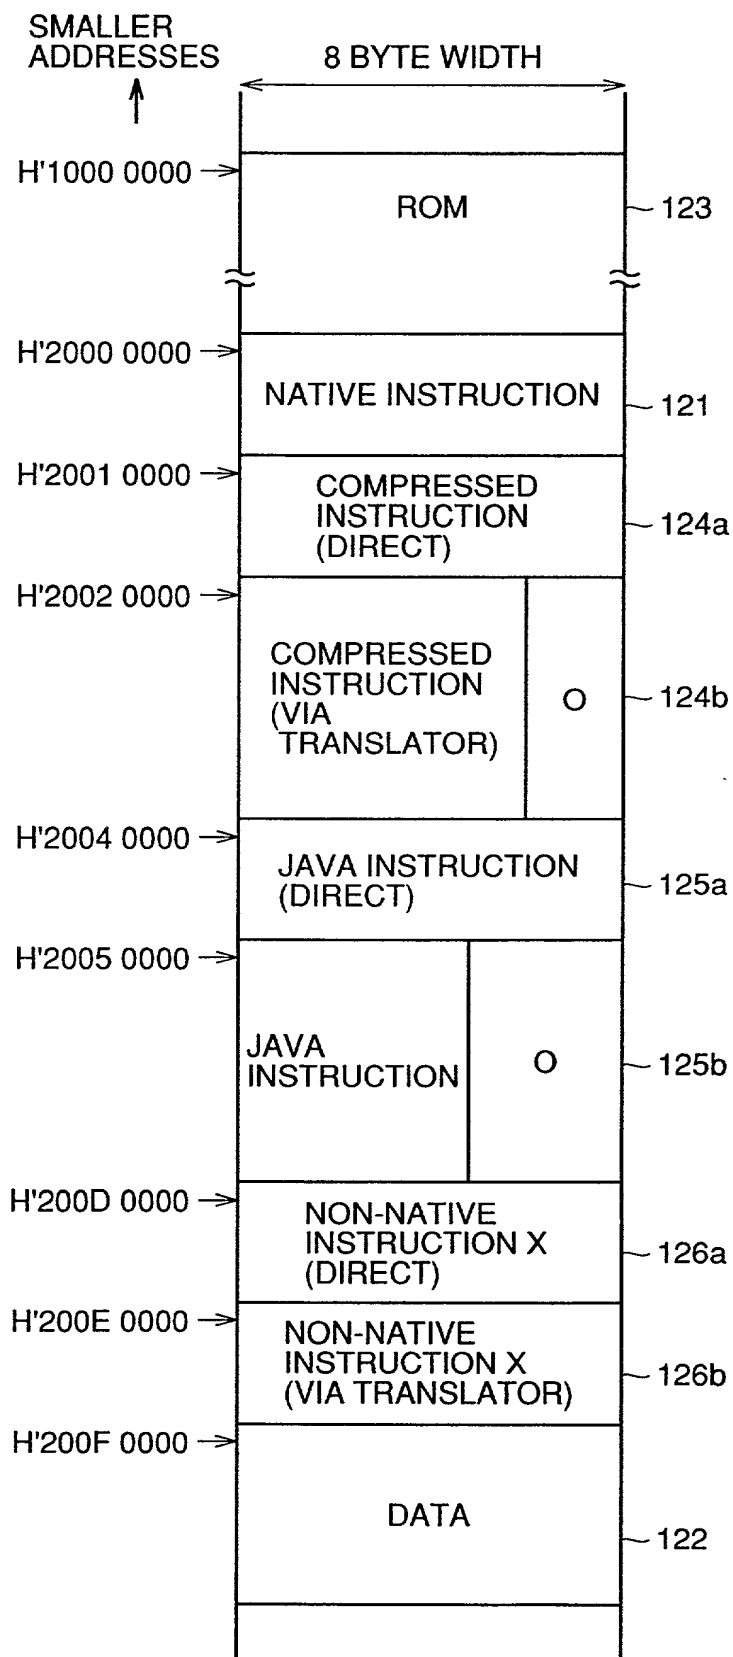 SMALLER
ADDRESSES
8 BYTE WIDTH
H'1000 0000
ROM
123
H'2000 0000
NATIVE INSTRUCTION
121
H'2001 0000
COMPRESSED
INSTRUCTION
(DIRECT)
124a
H'2002 0000
COMPRESSED
INSTRUCTION
(VIA
TRANSLATOR)
O
124b
H'2004 0000
JAVA INSTRUCTION
(DIRECT)
125a
H'2005 0000
JAVA
INSTRUCTION
O
125b
H'200D 0000
NON-NATIVE
INSTRUCTION X
(DIRECT)
126a
H'200E 0000
NON-NATIVE
INSTRUCTION X
(VIA TRANSLATOR)
126b
H'200F 0000
DATA
122